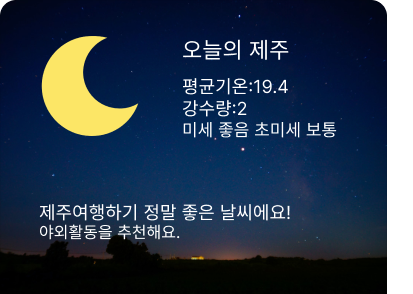 오늘의 제주
평균기온:19.4
강수량:2
미세 좋음 초미세 보통
제주여행하기 정말 좋은 날씨에요!
야외활동을 추천해요.